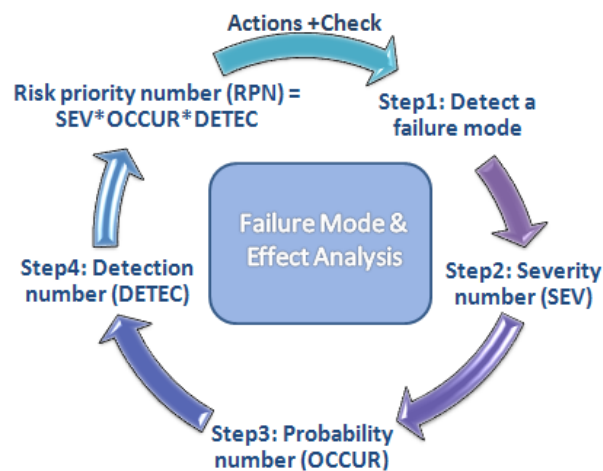 Actions +Check
Risk priority number (RPN) =
SEV*OCCUR*DETEC
Step1: Detect a
failure mode
Failure Mode &
Effect Analysis
Step2: Severity
number (SEV)
Step3: Probability
number (OCCUR)
Step4: Detection
number (DETEC)